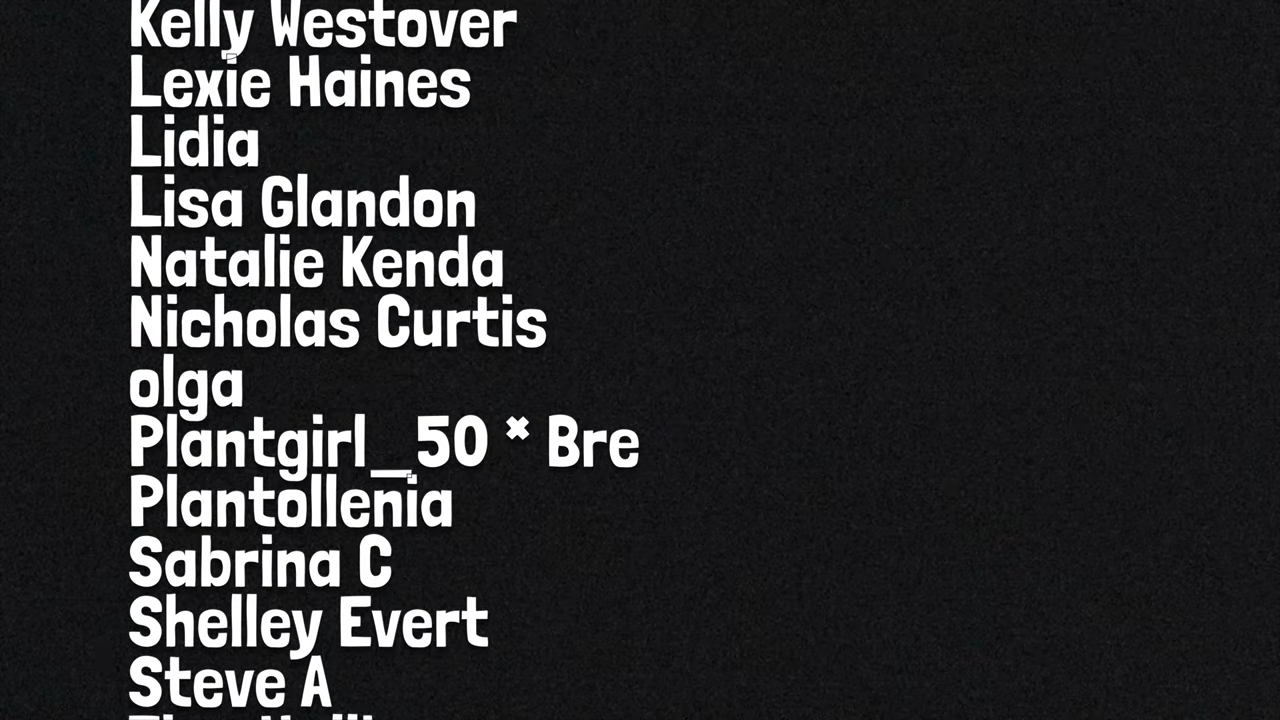 Kelly Westover
Lexie Haines
Lidia
Lisa Glandon
Natalie Kenda
Nicholas Curtis
olga
Plantgirl_50 * Bre
Plantollenia
Sabrina C
Shelley Evert
Steve A